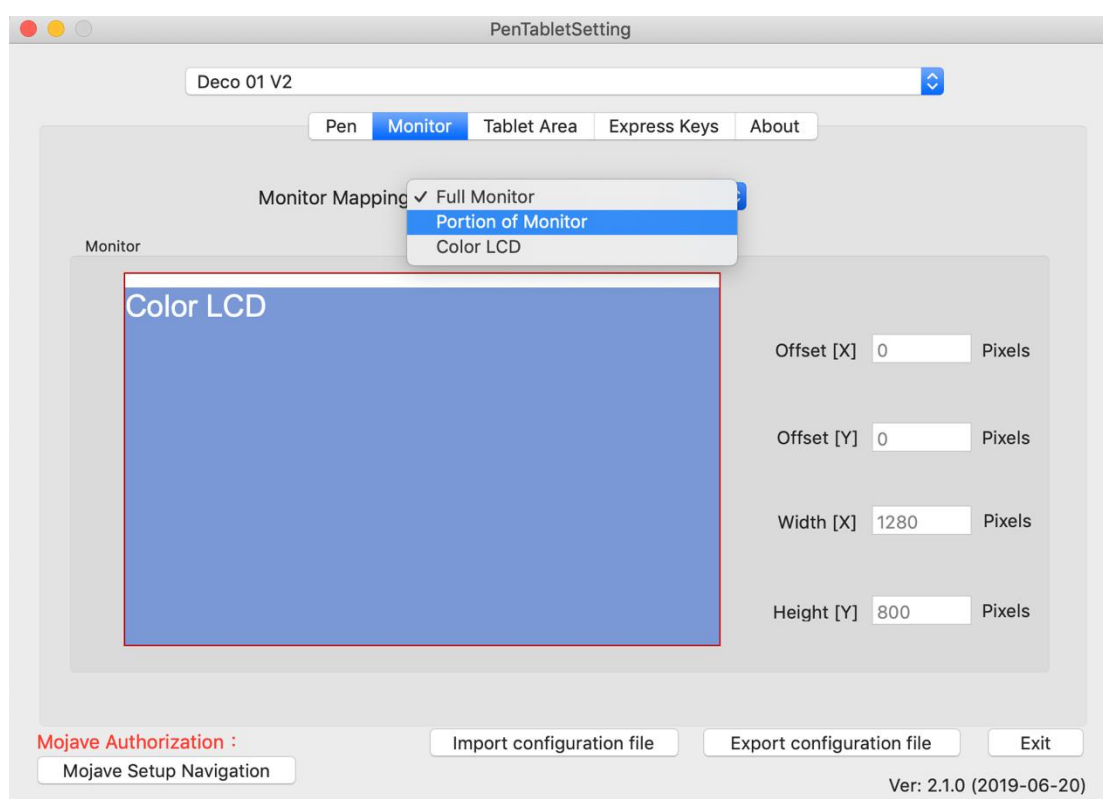 PenTabletSetting
Deco 01 V2
Pen Monitor Tablet Area Express Keys About
Monitor Mapping ✓ Full Monitor
Portion of Monitor
Color LCD
Monitor
Color LCD
Offset [X] 0 Pixels
Offset [Y] 0 Pixels
Width [X] 1280 Pixels
Height [Y] 800 Pixels
Mojave Authorization：
Import configuration file Export configuration file Exit
Mojave Setup Navigation
Ver: 2.1.0 (2019-06-20)